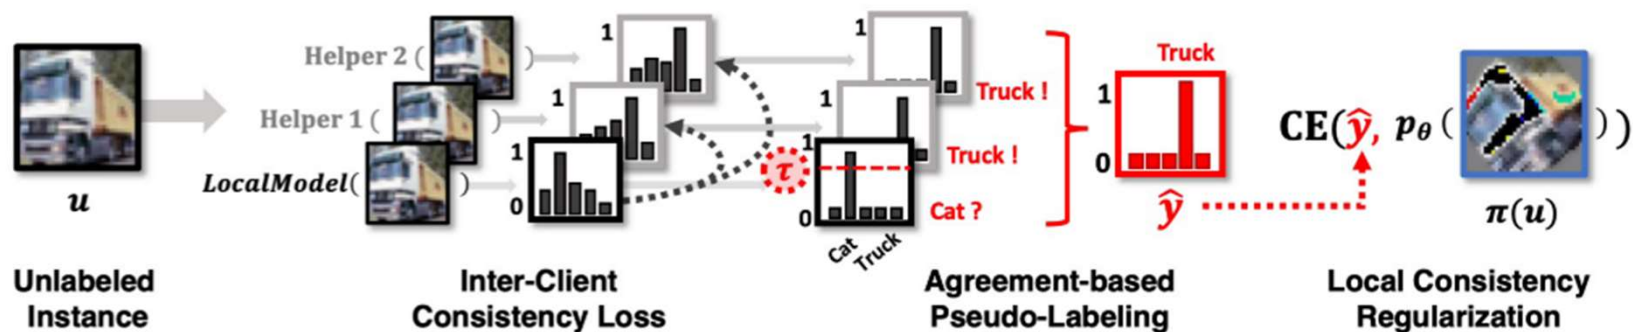 Helper 2 (
)
Helper 1 (
)
LocalModel(
)
u
1
1
1
0
τ
1
1
1
0
Truck !
Truck !
Cat ?
Cat
Truck
Truck
1
0
ŷ
CE(ŷ, pθ (
) )
π(u)
Unlabeled
Instance
Inter-Client
Consistency Loss
Agreement-based
Pseudo-Labeling
Local Consistency
Regularization